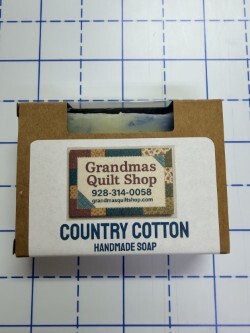 Grandmas
Quilt Shop
928-314-0058
grandmasquiltshop.com
COUNTRY COTTON
HANDMADE SOAP